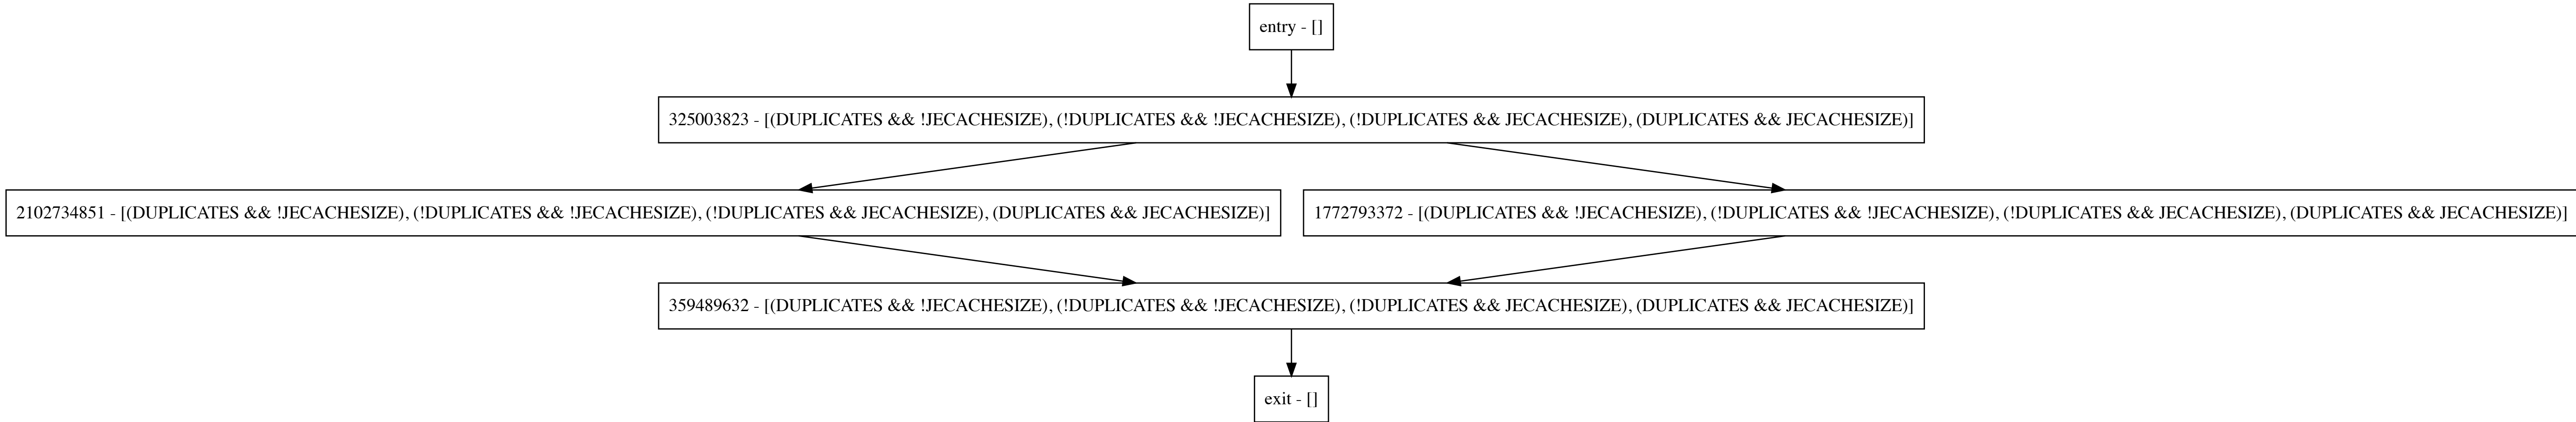 entry - []
325003823 - [(DUPLICATES && !JECACHESIZE), (!DUPLICATES && !JECACHESIZE), (!DUPLICATES && JECACHESIZE), (DUPLICATES && JECACHESIZE)]
2102734851 - [(DUPLICATES && !JECACHESIZE), (!DUPLICATES && !JECACHESIZE), (!DUPLICATES && JECACHESIZE), (DUPLICATES && JECACHESIZE)]
1772793372 - [(DUPLICATES && !JECACHESIZE), (!DUPLICATES && !JECACHESIZE), (!DUPLICATES && JECACHESIZE), (DUPLICATES && JECACHESIZE)]
359489632 - [(DUPLICATES && !JECACHESIZE), (!DUPLICATES && !JECACHESIZE), (!DUPLICATES && JECACHESIZE), (DUPLICATES && JECACHESIZE)]
exit - []